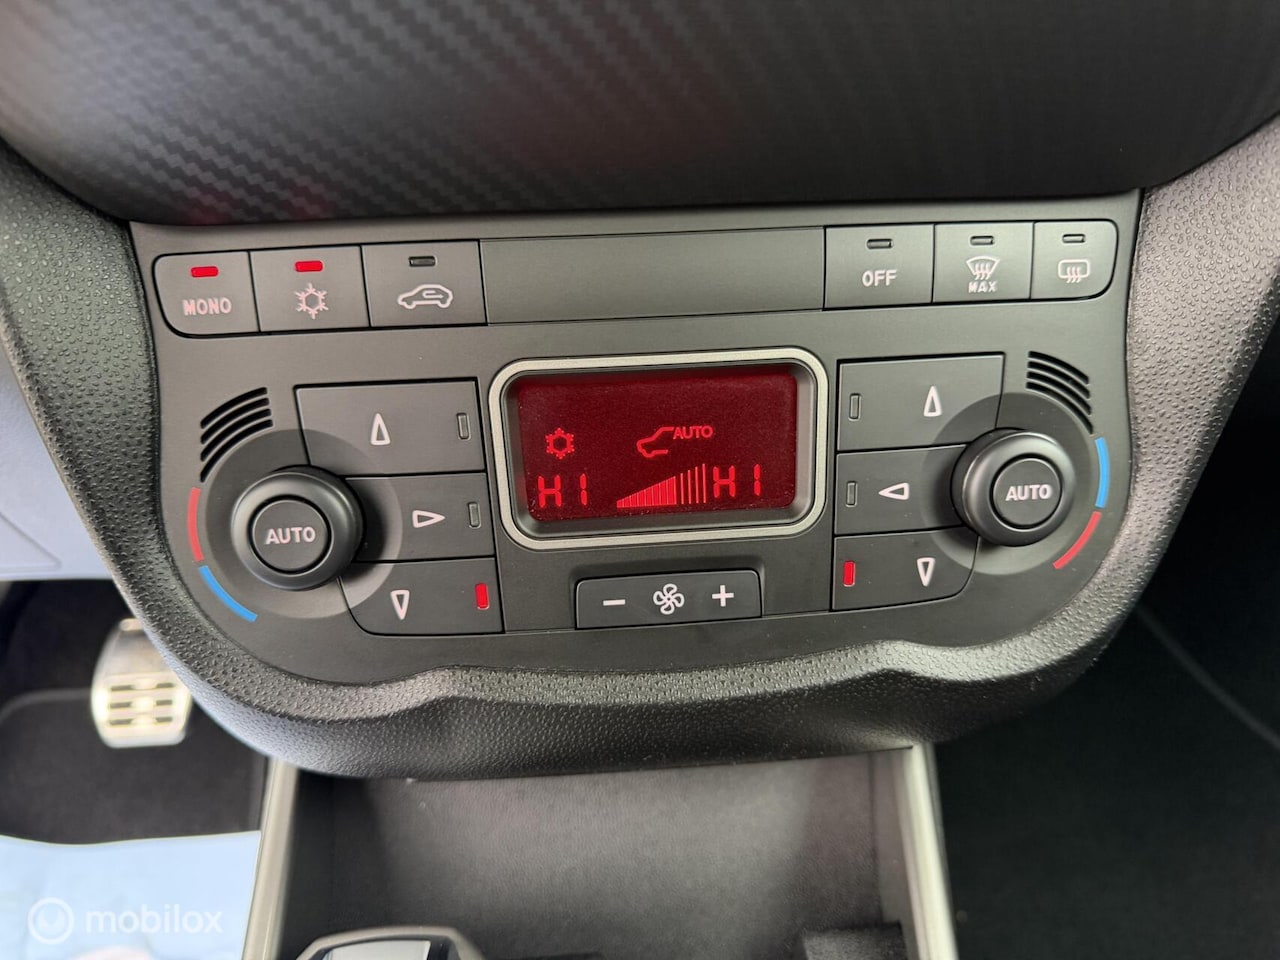 MONO
OFF
MAX
AUTO
HI HI
AUTO
AUTO
- +
mobilox